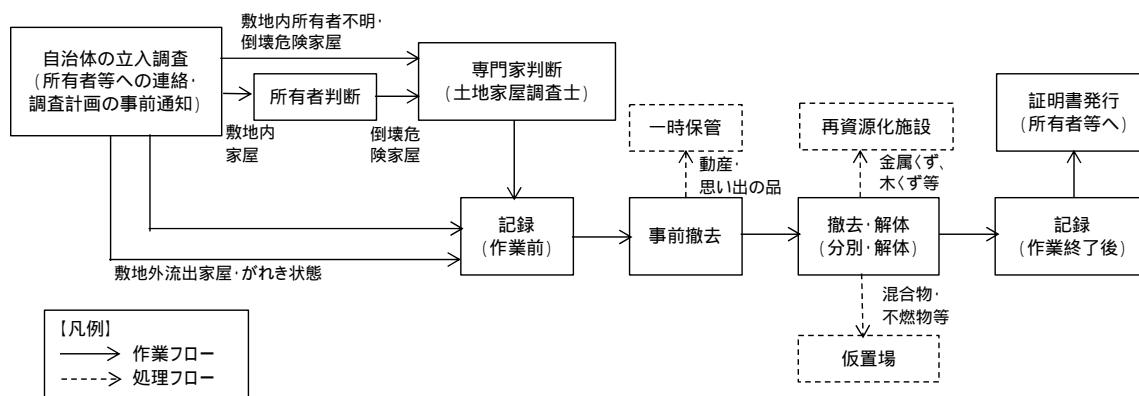 敷地内所有者不明・
倒壊危険家屋
自治体の立入調査
(所有者等への連絡・
調査計画の事前通知)
所有者判断
敷地内
家屋
倒壊危
険家屋
専門家判断
(土地家屋調査士)
一時保管
動産・
思い出の品
再資源化施設
金属くず、
木くず等
証明書発行
(所有者等へ)
記録
(作業前)
事前撤去
撤去・解体
(分別・解体)
記録
(作業終了後)
敷地外流出家屋・がれき状態
混合物・
不燃物等
仮置場
【凡例】
作業フロー
処理フロー